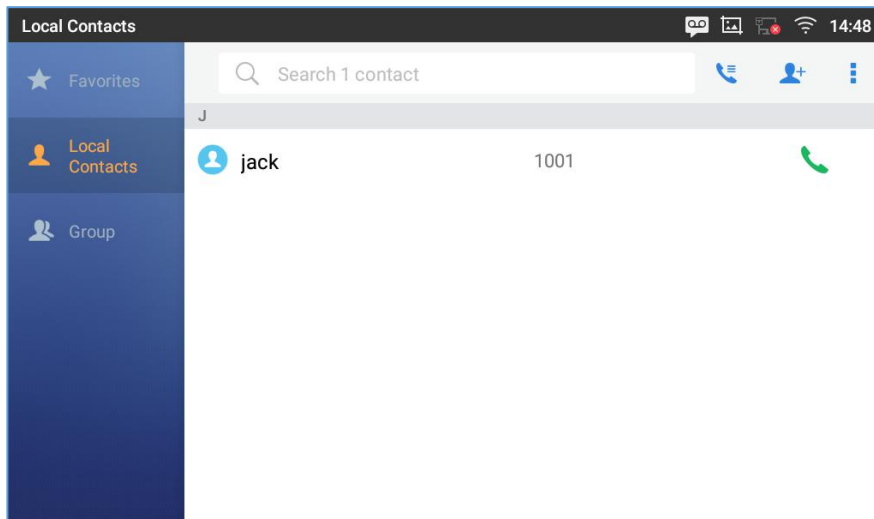 Local Contacts
14:48
Favorites
Search 1 contact
J
Local
Contacts
jack
1001
Group